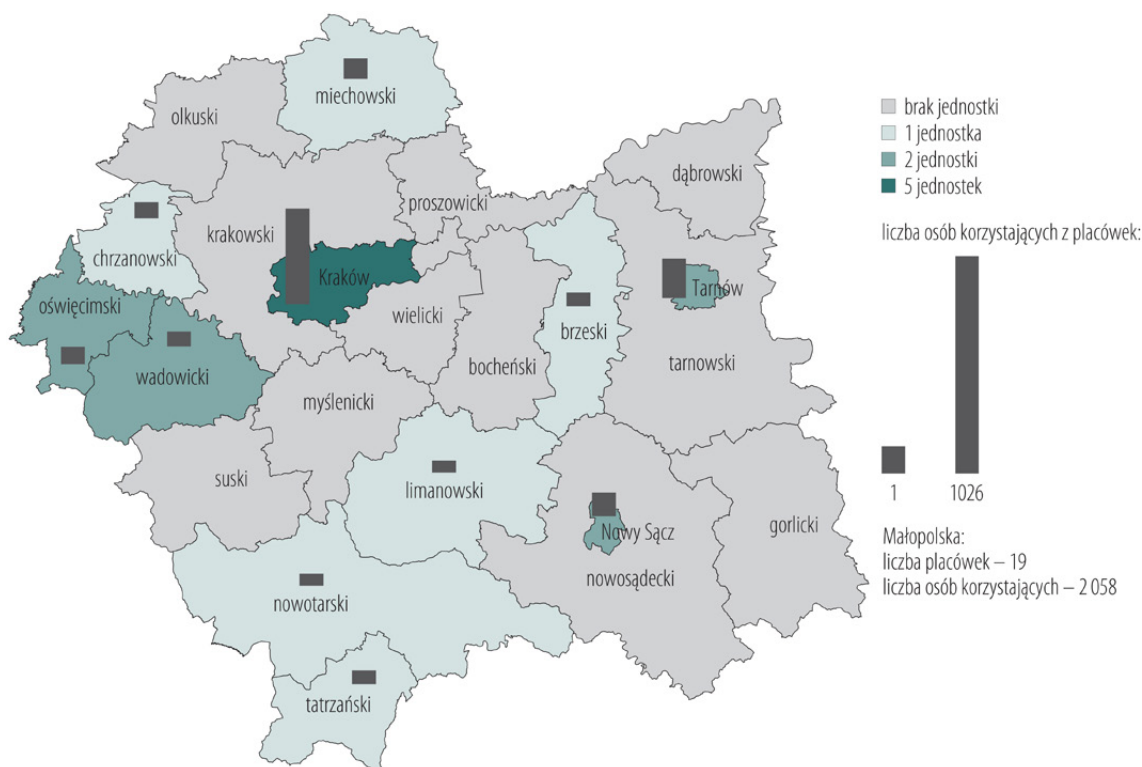 miechowski
olkuski
dąbrowski
proszowicki
krakowski
chrzanowski
Kraków
Tarnów
oświęcimski
wielicki
brzeski
bocheński
tarnowski
wadowicki
myślenicki
suski
limanowski
gorlicki
Nowy Sącz
nowosądecki
nowotarski
tatrzański
brak jednostki
1 jednostka
2 jednostki
5 jednostek
liczba osób korzystających z placówek:
1
1026
Małopolska:
liczba placówek – 19
liczba osób korzystających – 2 058